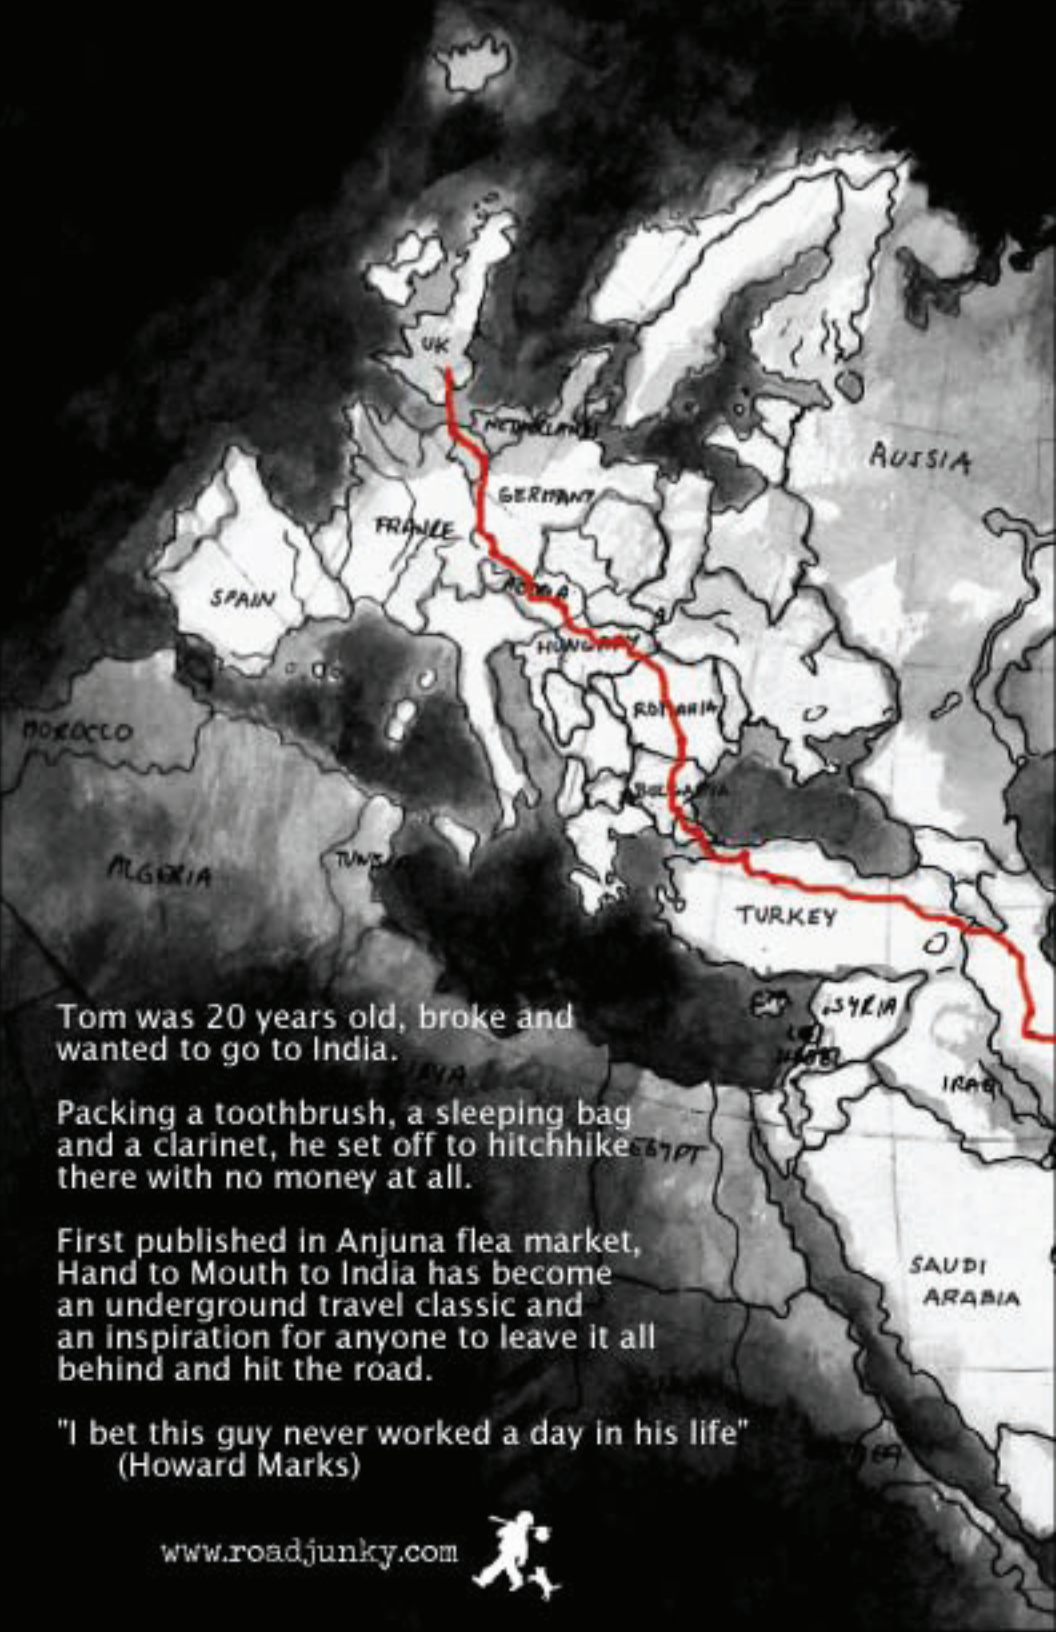 UK
NETHERLANDS
RUSSIA
GERMANY
FRANCE
SPAIN
HUNGARY
ROMANIA
MOROCCO
BULGARIA
TUNISIA
ALGERIA
TURKEY
SYRIA
IRAQ
EGYPT
SAUDI
ARABIA
Tom was 20 years old, broke and
wanted to go to India.
Packing a toothbrush, a sleeping bag
and a clarinet, he set off to hitchhike
there with no money at all.
First published in Anjuna flea market,
Hand to Mouth to India has become
an underground travel classic and
an inspiration for anyone to leave it all
behind and hit the road.
"I bet this guy never worked a day in his life"
(Howard Marks)
www.roadjunky.com